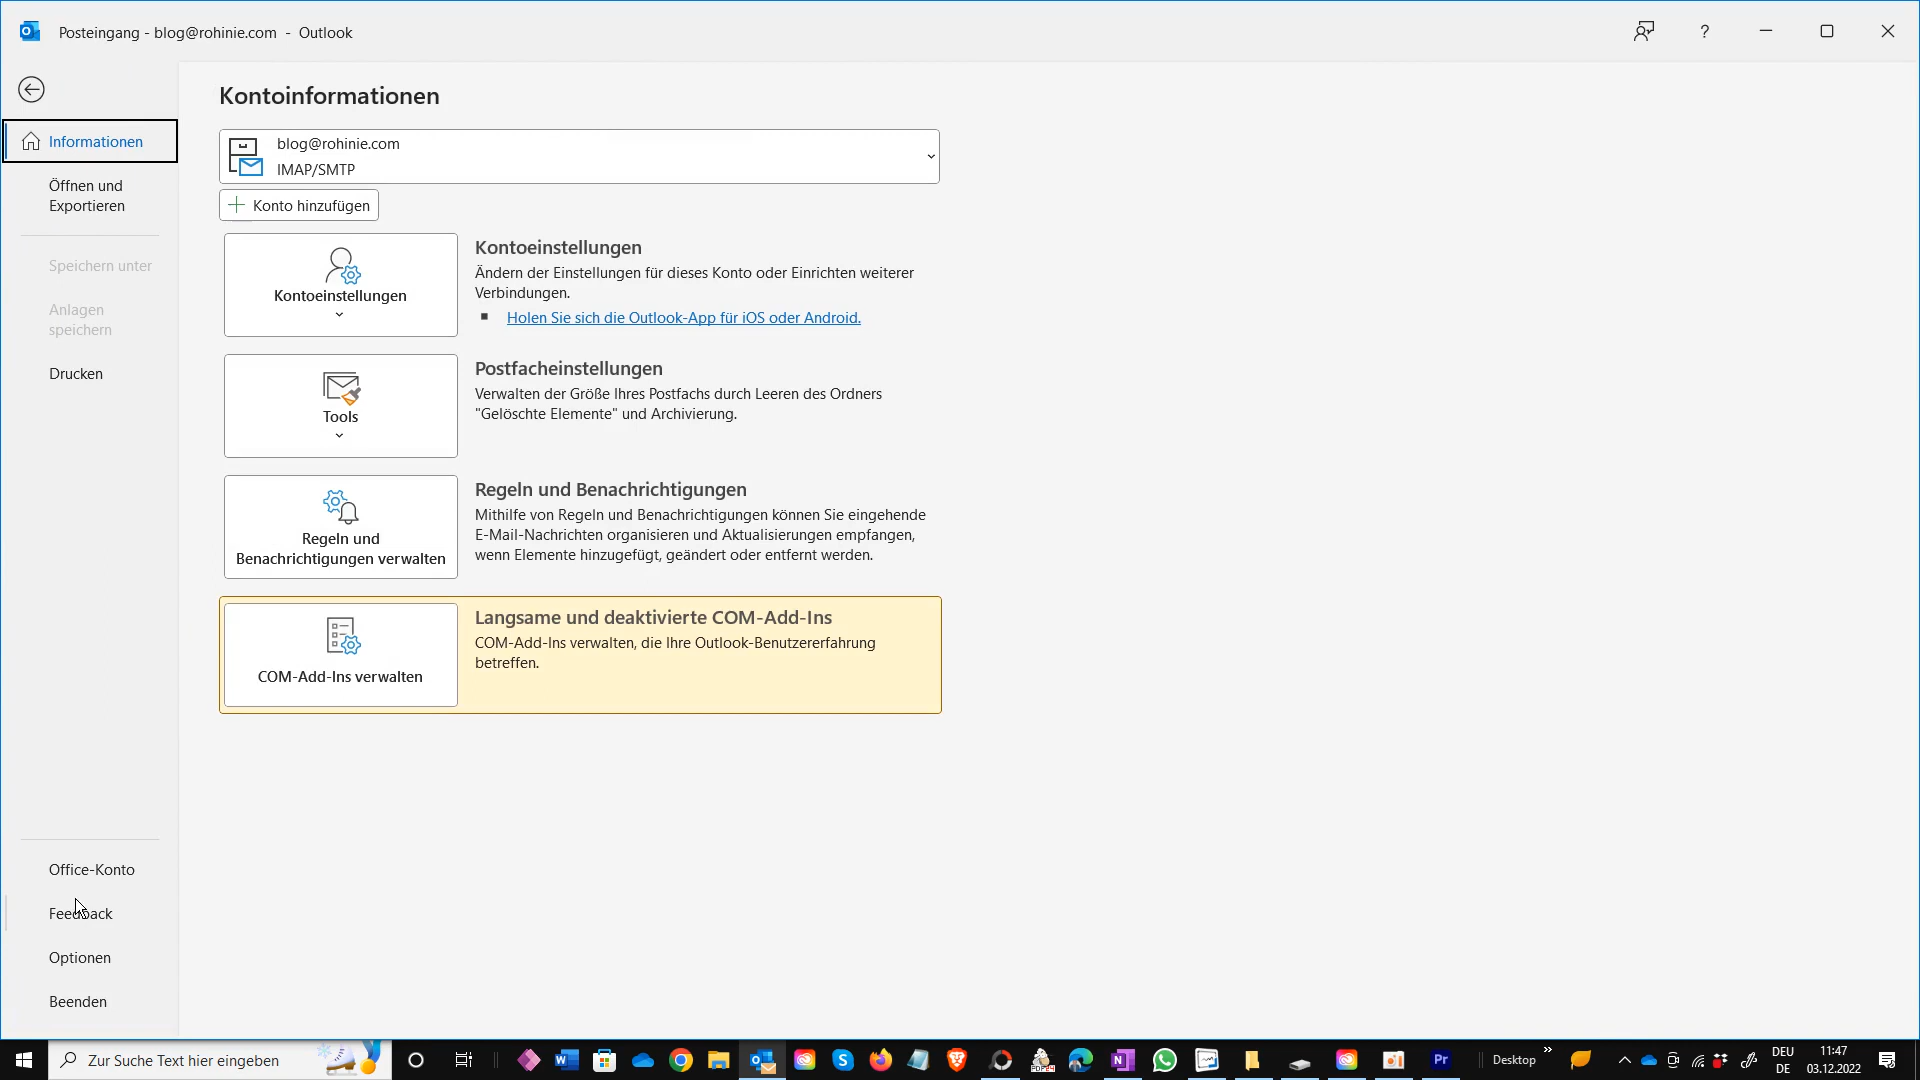 Posteingang - blog@rohinie.com - Outlook
?
Kontoinformationen
Informationen
Öffnen und
Exportieren
Speichern unter
Anlagen
speichern
Drucken
blog@rohinie.com
IMAP/SMTP
Konto hinzufügen
Kontoeinstellungen
Kontoeinstellungen
Ändern der Einstellungen für dieses Konto oder Einrichten weiterer
Verbindungen.
Holen Sie sich die Outlook-App für iOS oder Android.
Tools
Postfacheinstellungen
Verwalten der Größe Ihres Postfachs durch Leeren des Ordners
"Gelöschte Elemente" und Archivierung.
Regeln und
Benachrichtigungen verwalten
Regeln und Benachrichtigungen
Mithilfe von Regeln und Benachrichtigungen können Sie eingehende
E-Mail-Nachrichten organisieren und Aktualisierungen empfangen,
wenn Elemente hinzugefügt, geändert oder entfernt werden.
COM-Add-Ins verwalten
Langsame und deaktivierte COM-Add-Ins
COM-Add-Ins verwalten, die Ihre Outlook-Benutzererfahrung
betreffen.
Office-Konto
Feedback
Optionen
Beenden
Zur Suche Text hier eingeben
Desktop
DEU
DE
11:47
03.12.2022